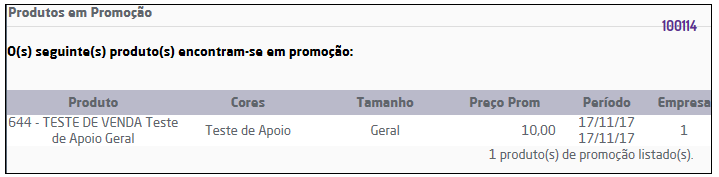 Produtos em Promoção
100114
O(s) seguinte(s) produto(s) encontram-se em promoção:
Produto Cores Tamanho Preço Prom Período Empresa
644 - TESTE DE VENDA Teste de Apoio Geral Teste de Apoio Geral 10,00 17/11/17 17/11/17 1
1 produto(s) de promoção listado(s).